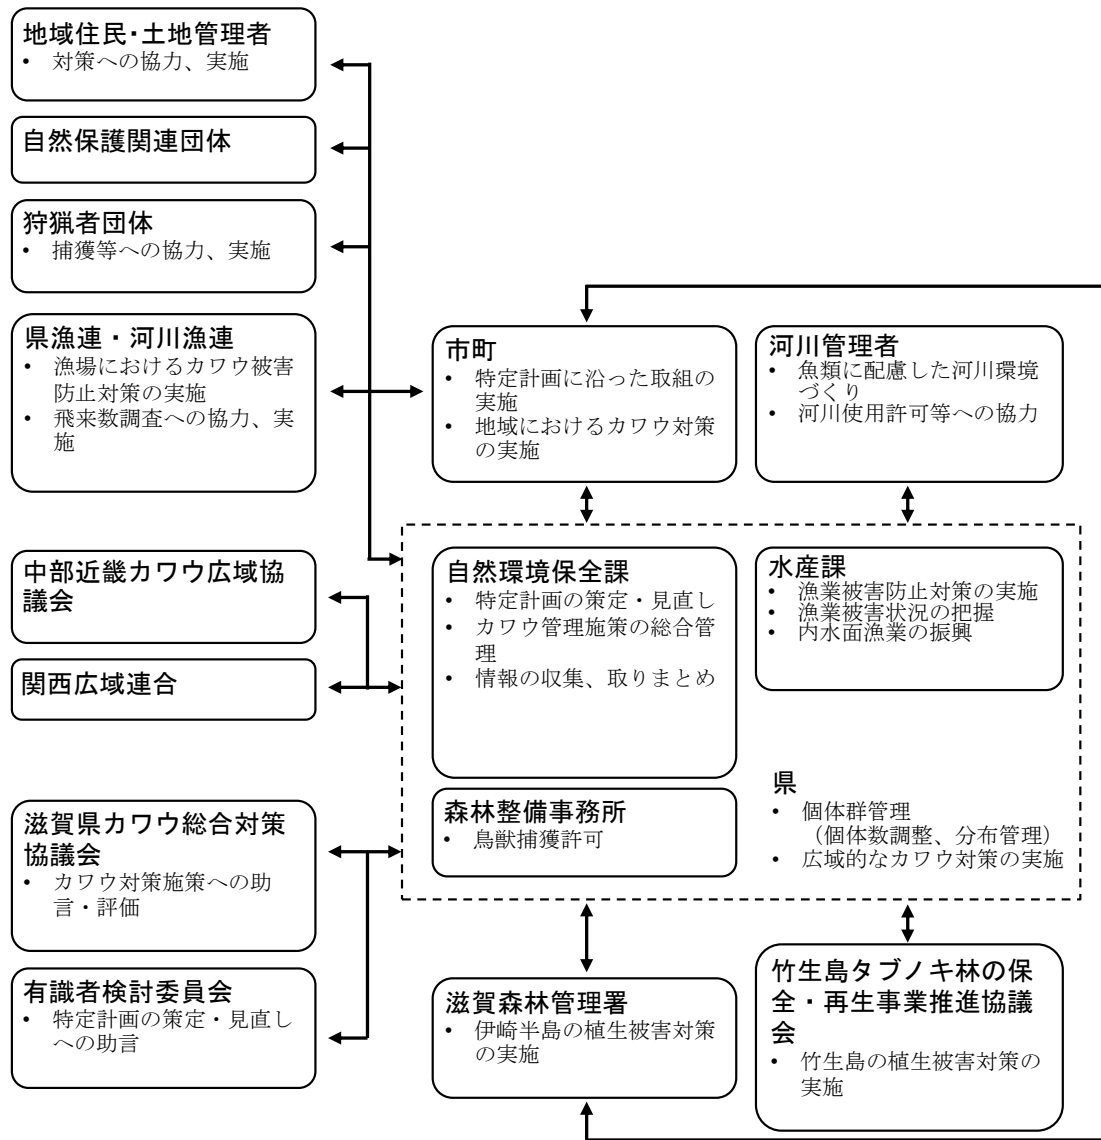 地域住民・土地管理者
• 対策への協力、実施
自然保護関連団体
狩猟者団体
• 捕獲等への協力、実施
県漁連・河川漁連
• 漁場におけるカワウ被害
防止対策の実施
• 飛来数調査への協力、実
施
市町
• 特定計画に沿った取組の
実施
• 地域におけるカワウ対策
の実施
河川管理者
• 魚類に配慮した河川環境
づくり
• 河川使用許可等への協力
中部近畿カワウ広域協
議会
関西広域連合
自然環境保全課
• 特定計画の策定・見直し
• カワウ管理施策の総合管
理
• 情報の収集、取りまとめ
水産課
• 漁業被害防止対策の実施
• 漁業被害状況の把握
• 内水面漁業の振興
森林整備事務所
• 鳥獣捕獲許可
県
• 個体群管理
（個体数調整、分布管理）
• 広域的なカワウ対策の実施
滋賀県カワウ総合対策
協議会
• カワウ対策施策への助
言・評価
有識者検討委員会
• 特定計画の策定・見直し
への助言
滋賀森林管理署
• 伊崎半島の植生被害対策
の実施
竹生島タブノキ林の保
全・再生事業推進協議
会
• 竹生島の植生被害対策の
実施